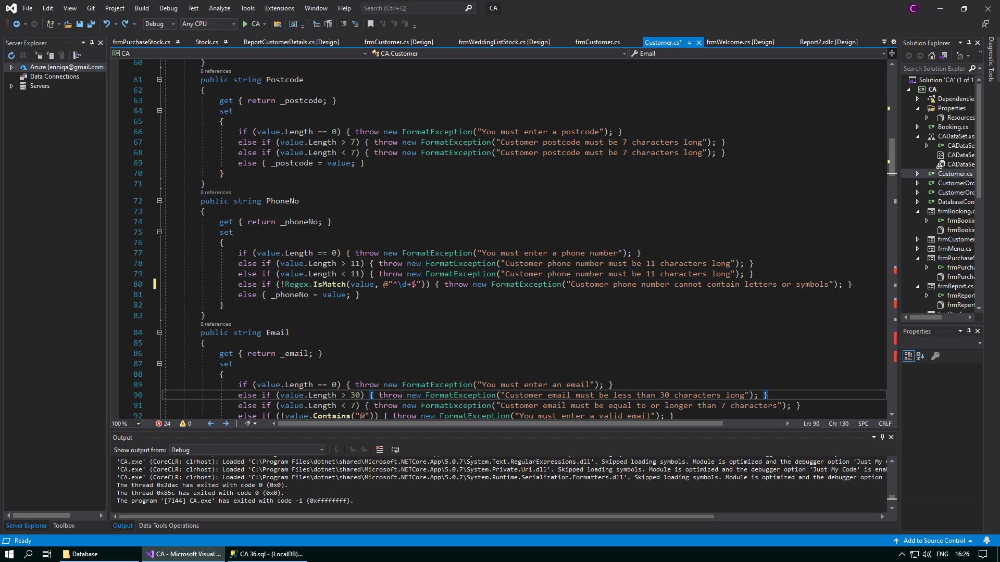 File Edit View Git Project Build Debug Test Analyze Tools Extensions Window Help Search (Ctrl+Q) CA
Debug Any CPU CA
Server Explorer
Azure (enniqa@gmail.com
Data Connections
Servers
frmPurchaseStock.cs Stock.cs ReportCustomerDetails.cs [Design] frmCustomer.cs [Design] frmWeddingListStock.cs [Design] frmCustomer.cs Customer.cs* frmWelcome.cs [Design] Report2.rdlc [Design]
CA CA.Customer Email
60 }
8 references
61 public string Postcode
62 {
63 get { return _postcode; }
64 set
65 {
66 if (value.Length == 0) { throw new FormatException("You must enter a postcode"); }
67 else if (value.Length > 7) { throw new FormatException("Customer postcode must be 7 characters long"); }
68 else if (value.Length < 7) { throw new FormatException("Customer postcode must be 7 characters long"); }
69 else { _postcode = value; }
70 }
71 }
8 references
72 public string PhoneNo
73 {
74 get { return _phoneNo; }
75 set
76 {
77 if (value.Length == 0) { throw new FormatException("You must enter a phone number"); }
78 else if (value.Length > 11) { throw new FormatException("Customer phone number must be 11 characters long"); }
79 else if (value.Length < 11) { throw new FormatException("Customer phone number must be 11 characters long"); }
80 else if (!Regex.IsMatch(value, @"^\d+$")) { throw new FormatException("Customer phone number cannot contain letters or symbols"); }
81 else { _phoneNo = value; }
82 }
83 }
8 references
84 public string Email
85 {
86 get { return _email; }
87 set
88 {
89 if (value.Length == 0) { throw new FormatException("You must enter an email"); }
90 else if (value.Length > 30) { throw new FormatException("Customer email must be less than 30 characters long"); }
91 else if (value.Length < 7) { throw new FormatException("Customer email must be equal to or longer than 7 characters"); }
92 else if (!value.Contains("@")) { throw new FormatException("You must enter a valid email"); }
100 % 24 0 Ln: 90 Ch: 130 SPC CRLF
Output
Show output from: Debug
'CA.exe' (CoreCLR: clrhost): Loaded 'C:\Program Files\dotnet\shared\Microsoft.NETCore.App\5.0.7\System.Text.RegularExpressions.dll'. Skipped loading symbols. Module is optimized and the debugger option 'Just My C
'CA.exe' (CoreCLR: clrhost): Loaded 'C:\Program Files\dotnet\shared\Microsoft.NETCore.App\5.0.7\System.Private.Uri.dll'. Skipped loading symbols. Module is optimized and the debugger option 'Just My Code' is enab
'CA.exe' (CoreCLR: clrhost): Loaded 'C:\Program Files\dotnet\shared\Microsoft.NETCore.App\5.0.7\System.Runtime.Serialization.Formatters.dll'. Skipped loading symbols. Module is optimized and the debugger option
The thread 0x2dac has exited with code 0 (0x0).
The thread 0x85c has exited with code 0 (0x0).
The program '[7144] CA.exe' has exited with code -1 (0xffffffff).
Server Explorer Toolbox
Output Data Tools Operations
Solution Explorer
Search Solution Explor
Solution 'CA' (1 of 1
CA
Dependencie
Properties
Resources
Booking.cs
CADataSet.xs
CADataSe
CADataSe
CADataSe
Customer.cs
CustomerOrd
CustomerOrd
DatabaseCon
frmBooking.c
frmBookin
frmBookin
frmCustomer
frmMenu.cs
frmPurchaseS
frmPurcha
frmPurcha
frmReport.cs
frmReport
frmReport
Properties
Diagnostic Tools
C
Ready Add to Source Control
Database CA - Microsoft Visual ... CA 36.sql - (LocalDB)... ENG 16:26